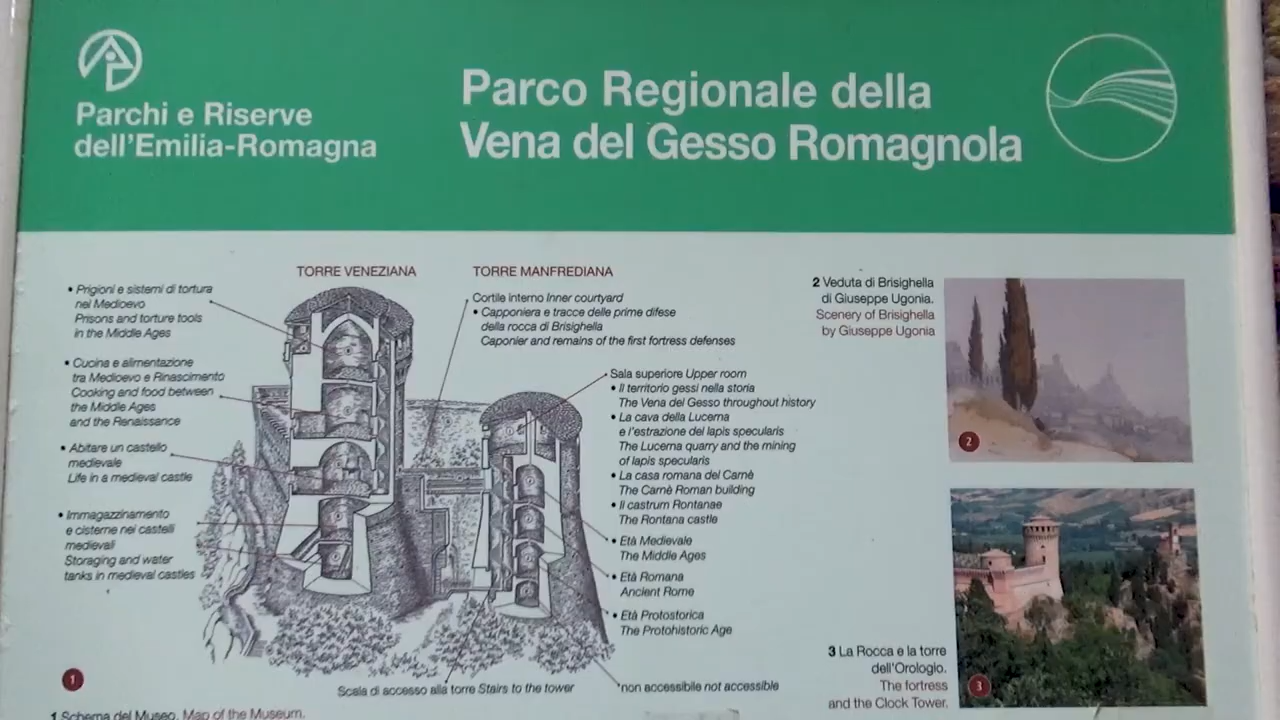 Parchi e Riserve
dell'Emilia-Romagna
Parco Regionale della
Vena del Gesso Romagnola
TORRE VENEZIANA
TORRE MANFREDIANA
• Prigioni e sistemi di tortura
nel Medioevo
Prisons and torture tools
in the Middle Ages
• Cucina e alimentazione
tra Medioevo e Rinascimento
Cooking and food between
the Middle Ages
and the Renaissance
• Abitare un castello
medievale
Life in a medieval castle
• Immagazzinamento
e cisterne nei castelli
medievali
Storaging and water
tanks in medieval castles
Cortile interno Inner courtyard
• Capponiera e tracce delle prime difese
della rocca di Brisighella
Caponier and remains of the first fortress defenses
Sala superiore Upper room
• Il territorio gessi nella storia
The Vena del Gesso throughout history
• La cava della Lucerna
e l'estrazione del lapis specularis
The Lucerna quarry and the mining
of lapis specularis
• La casa romana del Carnè
The Carnè Roman building
• Il castrum Rontanae
The Rontana castle
• Età Medievale
The Middle Ages
• Età Romana
Ancient Rome
• Età Protostorica
The Protohistoric Age
Scala di accesso alla torre Stairs to the tower
*non accessibile not accessible
1
1 Schema del Museo. Map of the Museum.
2 Veduta di Brisighella
di Giuseppe Ugonia.
Scenery of Brisighella
by Giuseppe Ugonia
2
3 La Rocca e la torre
dell'Orologio.
The fortress
and the Clock Tower.
3